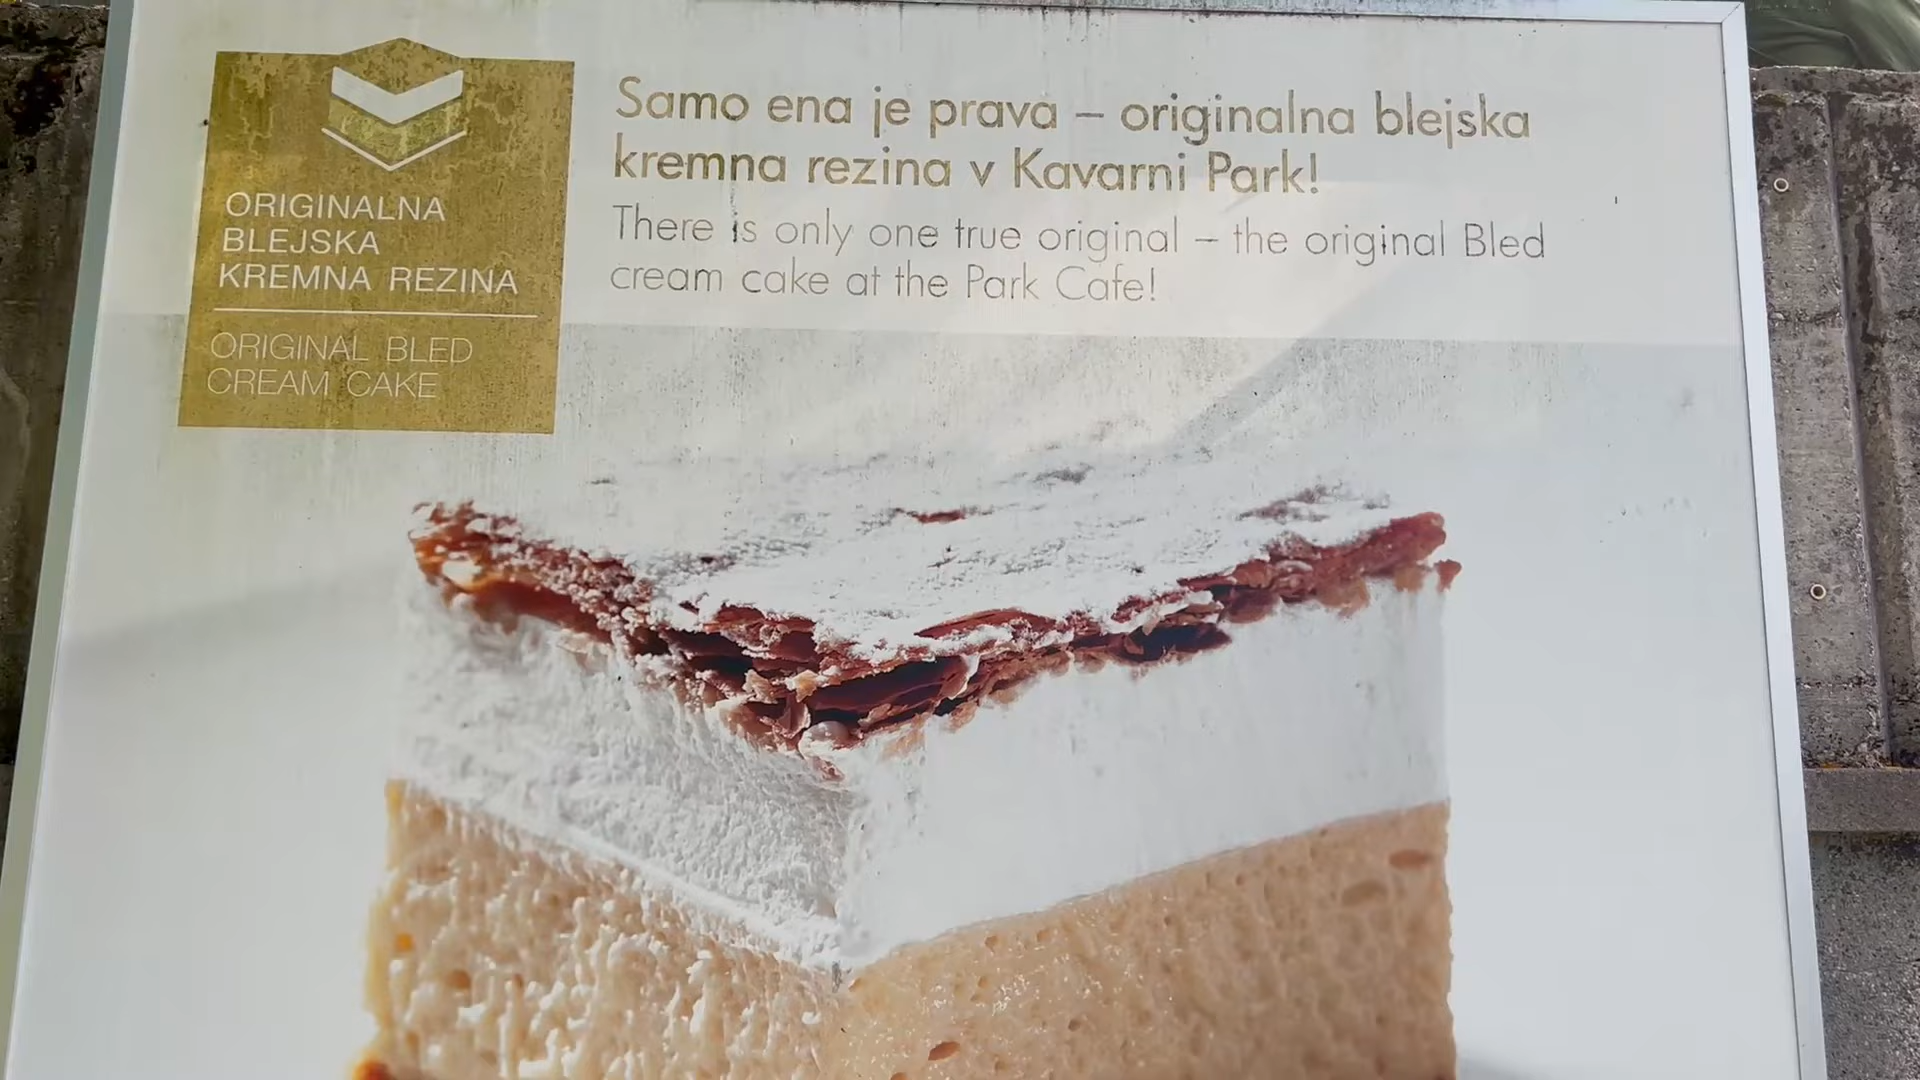 ORIGINALNA
BLEJSKA
KREMNA REZINA
ORIGINAL BLED
CREAM CAKE
Samo ena je prava – originalna blejska
kremna rezina v Kavarni Park!
There is only one true original – the original Bled
cream cake at the Park Cafe!